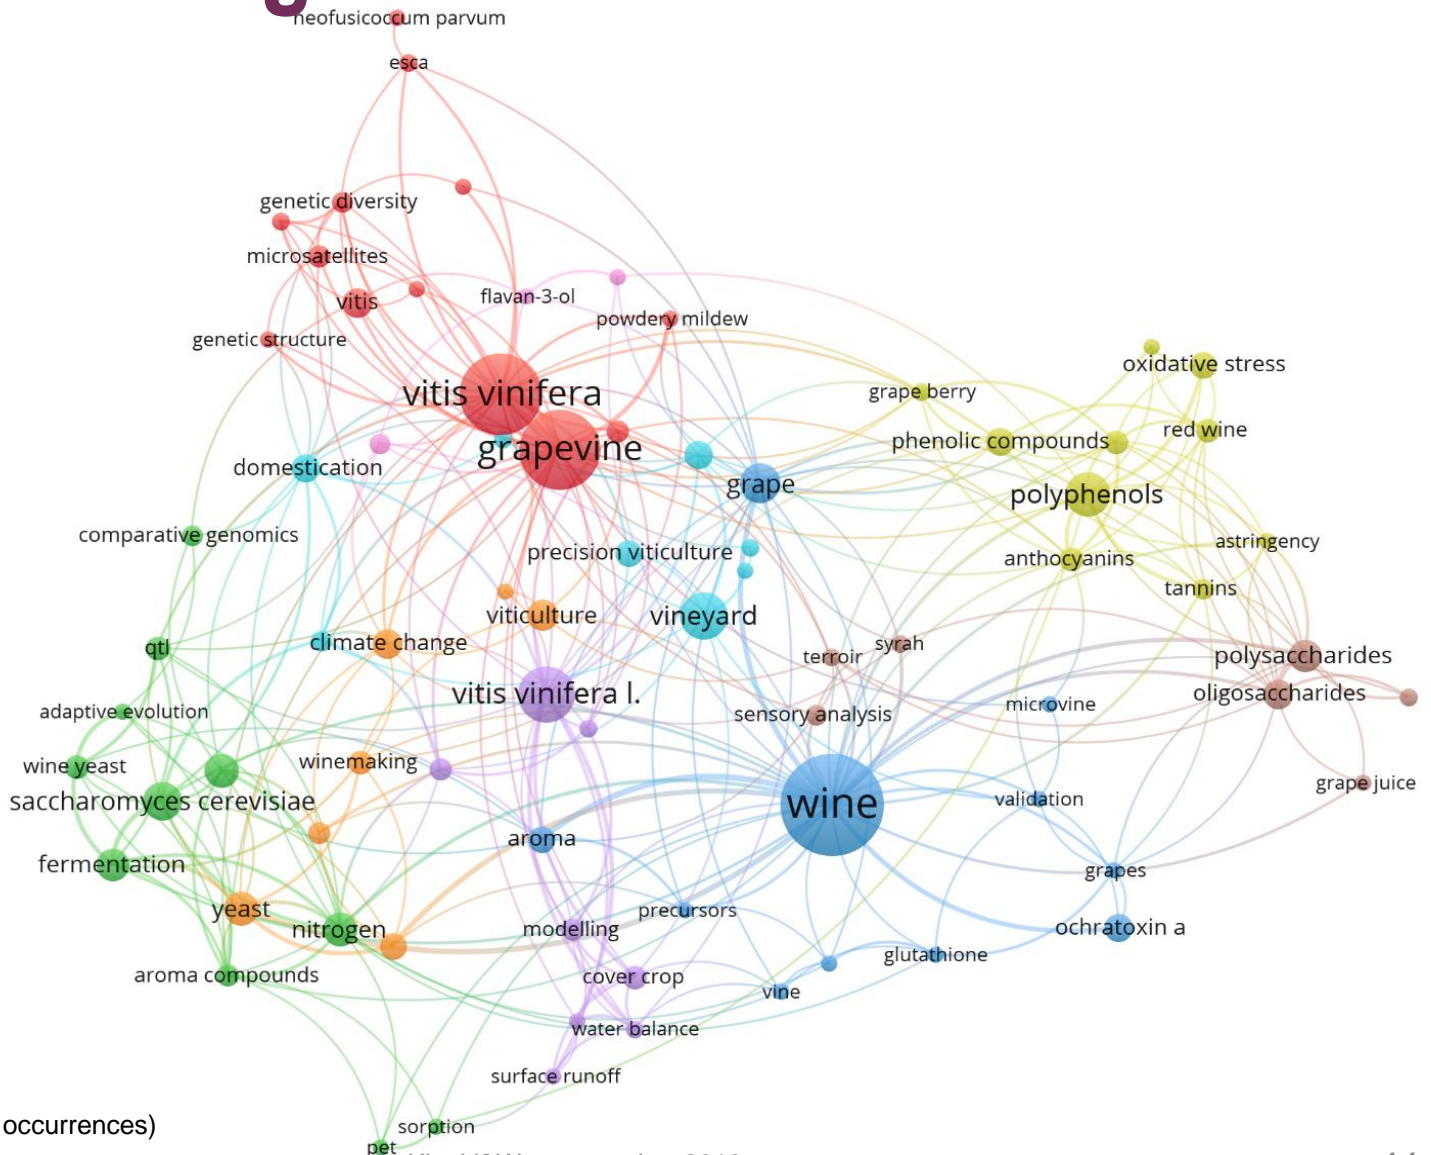 neofusicoccum parvum
esca
genetic diversity
microsatellites
flavan-3-ol
vitis
powdery mildew
genetic structure
oxidative stress
vitis vinifera
grape berry
red wine
phenolic compounds
grapevine
domestication
grape
polyphenols
comparative genomics
astringency
precision viticulture
anthocyanins
tannins
viticulture
vineyard
climate change
qtl
syrah
terroir
polysaccharides
vitis vinifera l.
oligosaccharides
microvine
adaptive evolution
sensory analysis
winemaking
wine yeast
grape juice
saccharomyces cerevisiae
wine
validation
aroma
fermentation
grapes
yeast
precursors
nitrogen
modelling
ochratoxin a
glutathione
aroma compounds
cover crop
vine
water balance
surface runoff
occurrences)
sorption
pet